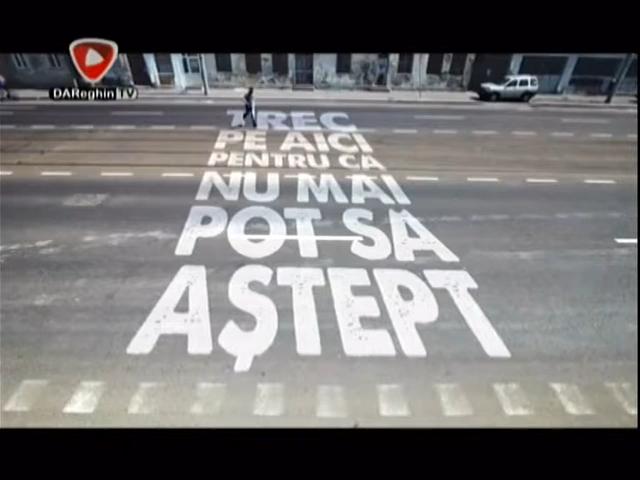 DAReghin TV
TREC
PE AICI
PENTRU CĂ
NU MAI
POT SĂ
AȘTEPT